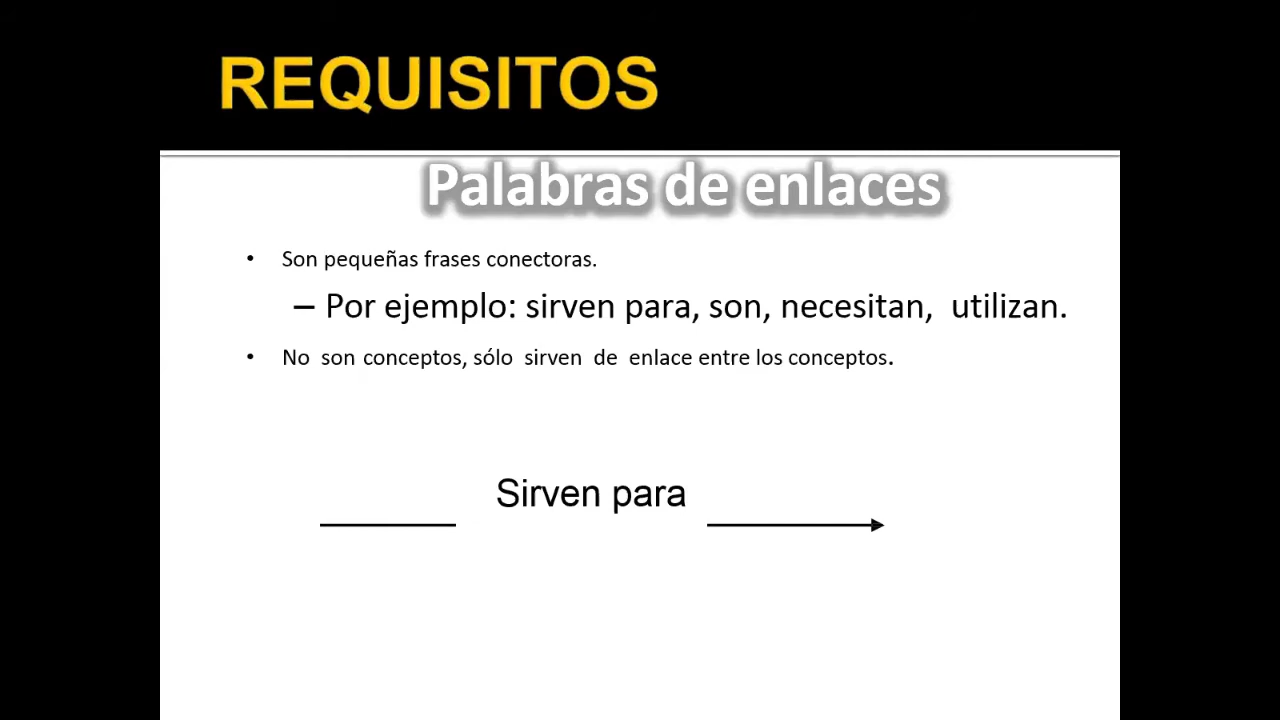 REQUISITOS
Palabras de enlaces
• Son pequeñas frases conectoras.
– Por ejemplo: sirven para, son, necesitan, utilizan.
• No son conceptos, sólo sirven de enlace entre los conceptos.
Sirven para